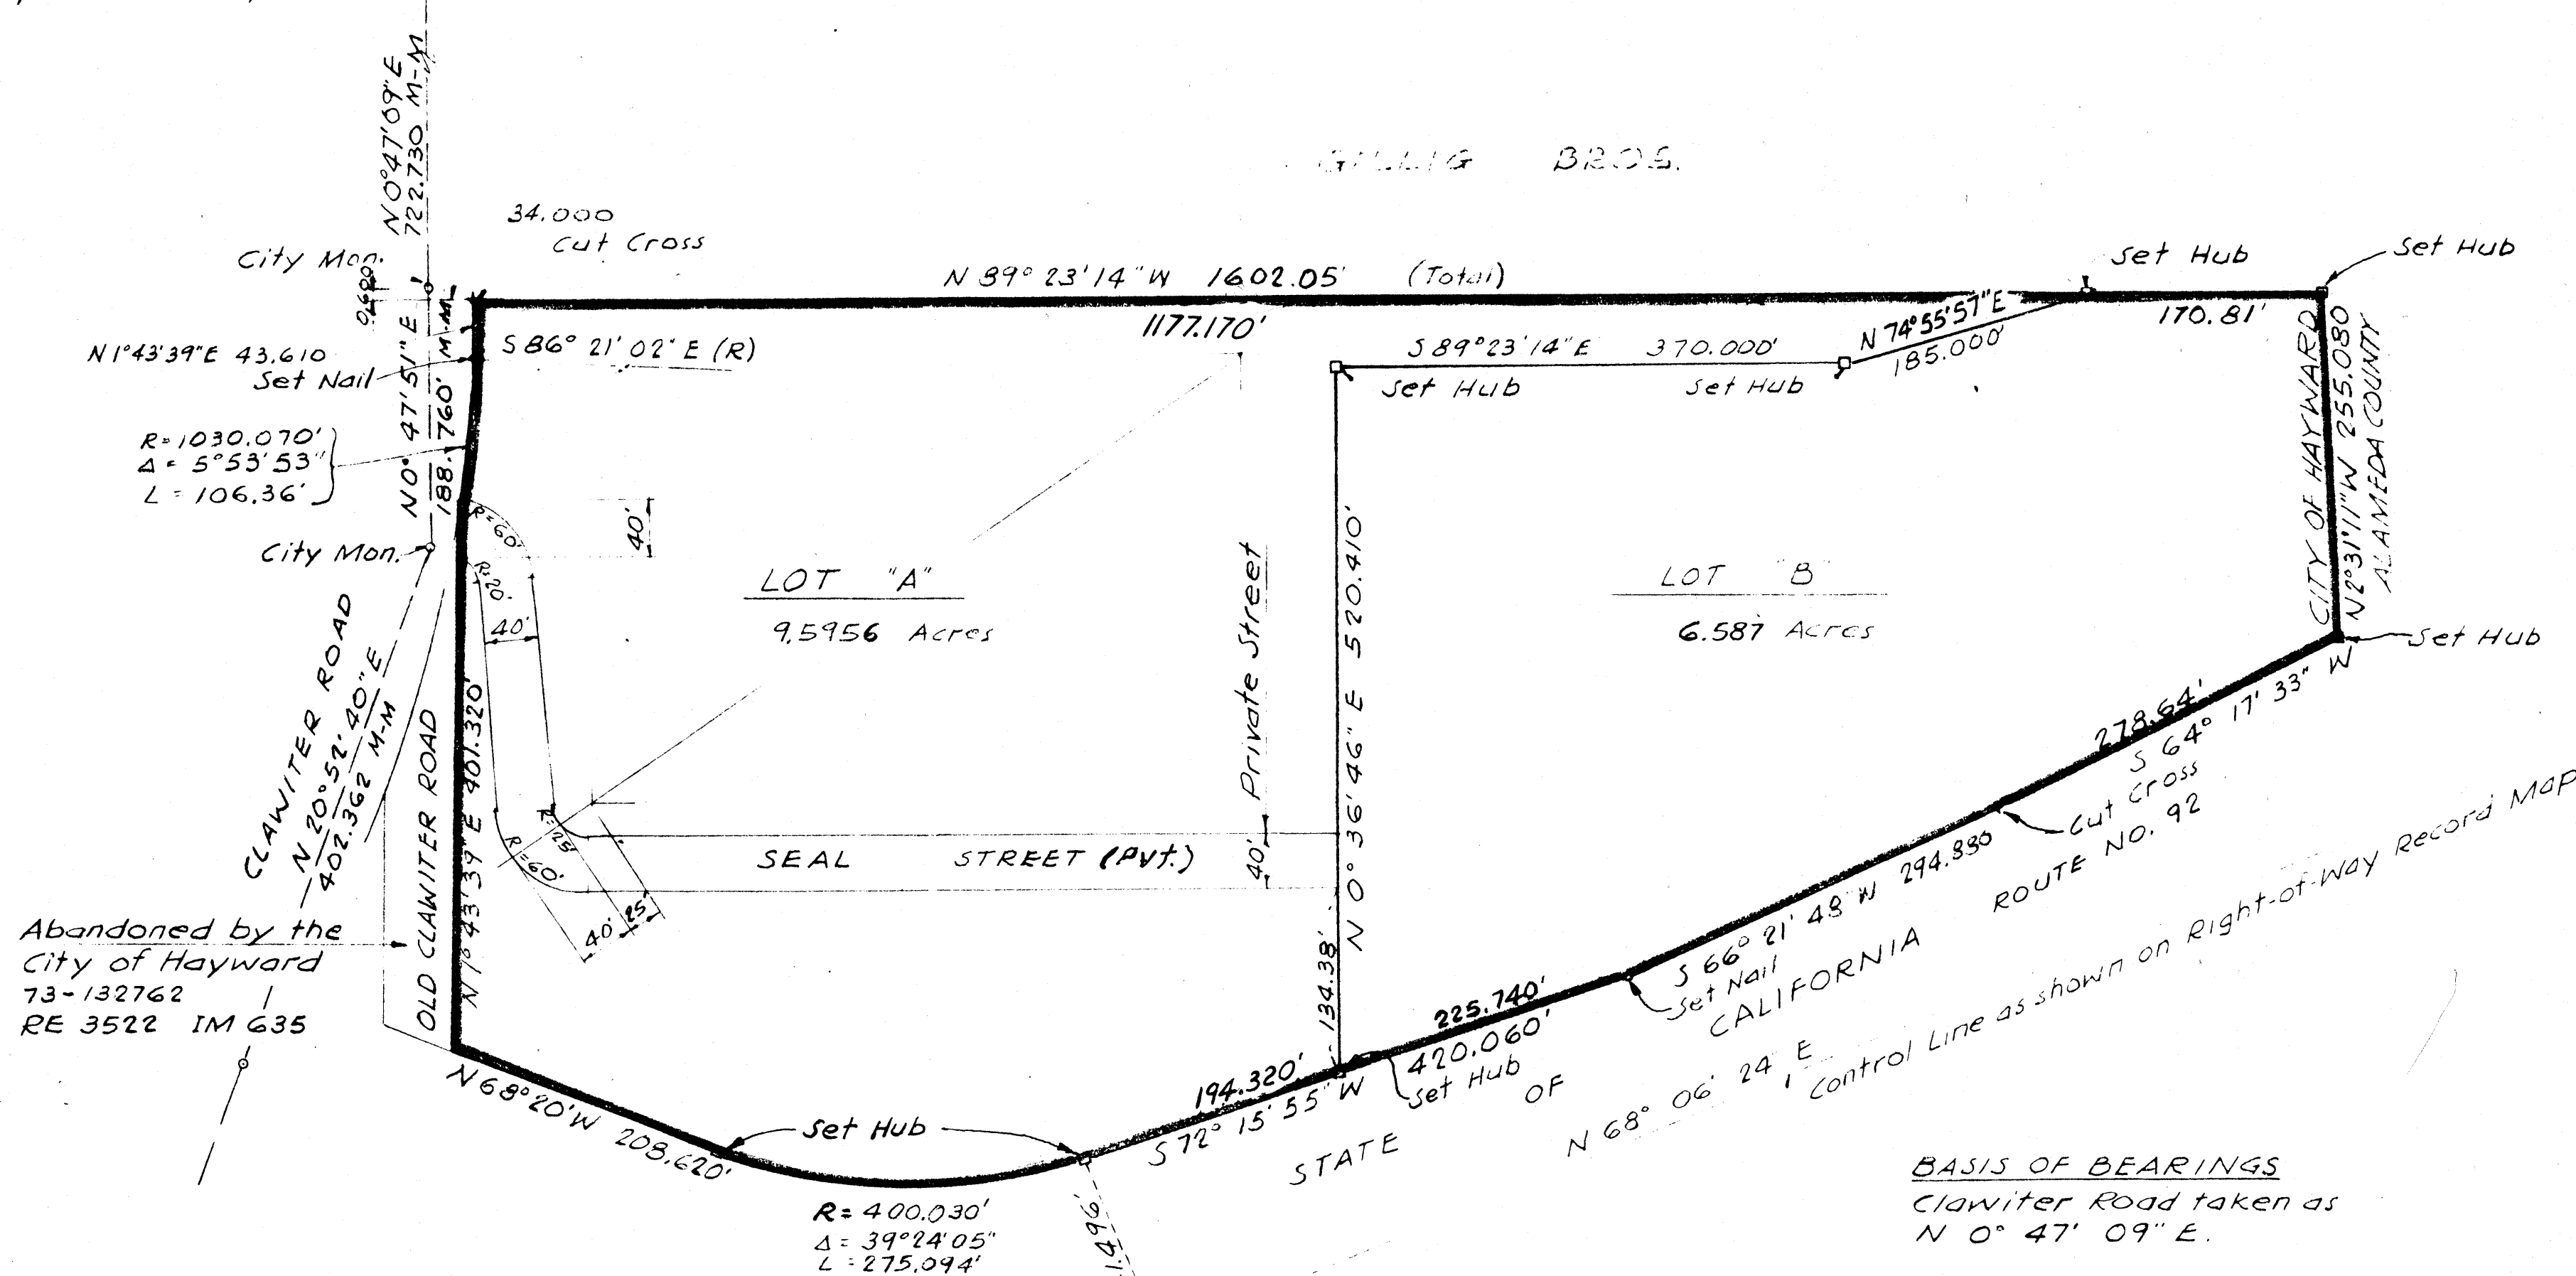 N 0° 47' 09" E
722.730 M-M
GILLIG BROS.
34.000
Cut Cross
City Mon.
0.680
N 89° 23' 14" W 1602.05' (Total)
1177.170'
Set Hub
Set Hub
170.81'
N 74° 55' 57" E
185.000'
S 89° 23' 14" E 370.000'
Set Hub
Set Hub
S 86° 21' 02" E (R)
N 1° 43' 39" E 43.610
Set Nail
N 0° 47' 51" E
188.760' M-M
R= 1030.070'
Δ = 5° 53' 53"
L = 106.36'
City Mon.
R=60'
R=20'
40'
40'
LOT "A"
9.5956 Acres
Private Street
40'
N 0° 36' 46" E 520.410'
134.38'
LOT "B"
6.587 Acres
CITY OF HAYWARD
N 2° 31' 11" W 255.080
ALAMEDA COUNTY
Set Hub
CLAWITER ROAD
N 20° 52' 40" E
402.362 M-M
OLD CLAWITER ROAD
N 1° 43' 39" E 401.320'
R=25'
R=60'
40'
25'
SEAL STREET (Pvt.)
278.64'
S 64° 17' 33" W
Cut Cross
294.880
S 66° 21' 48" W
Set Nail
225.740'
420.060'
Set Hub
194.320'
S 72° 15' 55" W
STATE OF CALIFORNIA ROUTE NO. 92
N 68° 06' 24" E
Control Line as shown on Right-of-Way Record Map
Abandoned by the
City of Hayward
73-132762
RE 3522 IM 635
N 68° 20' W 208.620'
Set Hub
R= 400.030'
Δ = 39° 24' 05"
L = 275.094'
BASIS OF BEARINGS
Clawiter Road taken as
N 0° 47' 09" E.